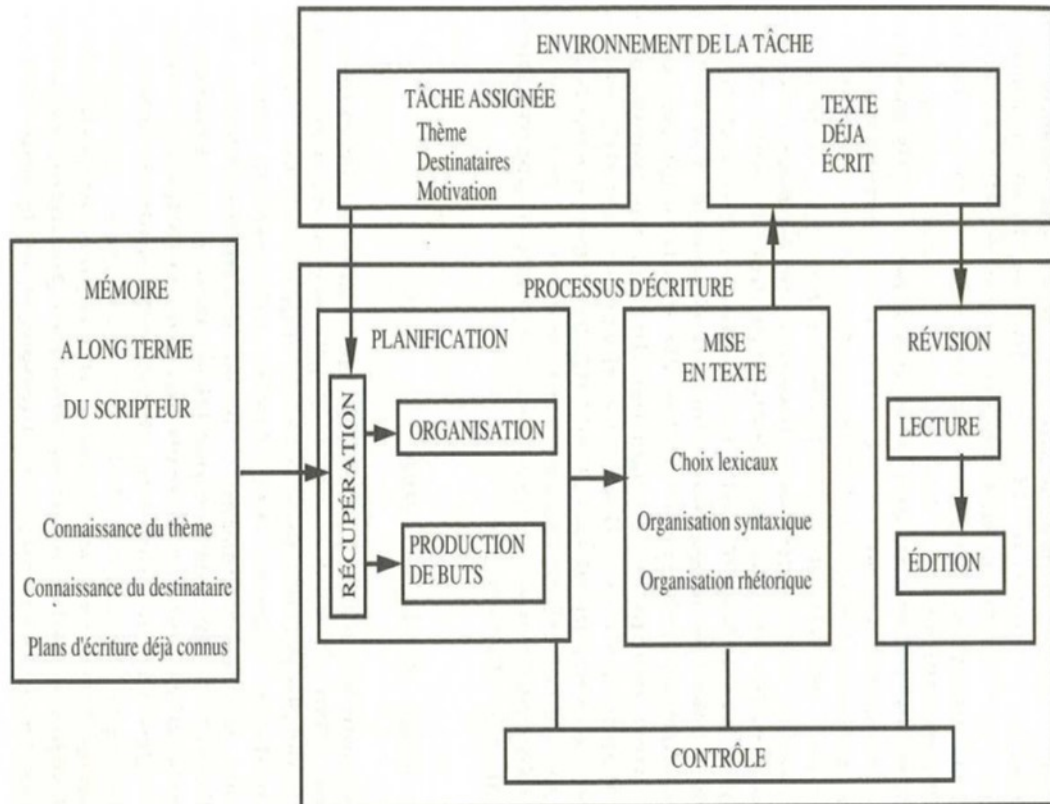 ENVIRONNEMENT DE LA TÂCHE
TÂCHE ASSIGNÉE
Thème
Destinataires
Motivation
TEXTE
DÉJA
ÉCRIT
MÉMOIRE
A LONG TERME
DU SCRIPTEUR
Connaissance du thème
Connaissance du destinataire
Plans d'écriture déjà connus
PROCESSUS D'ÉCRITURE
PLANIFICATION
RÉCUPÉRATION
ORGANISATION
PRODUCTION
DE BUTS
MISE
EN TEXTE
Choix lexicaux
Organisation syntaxique
Organisation rhétorique
RÉVISION
LECTURE
ÉDITION
CONTRÔLE